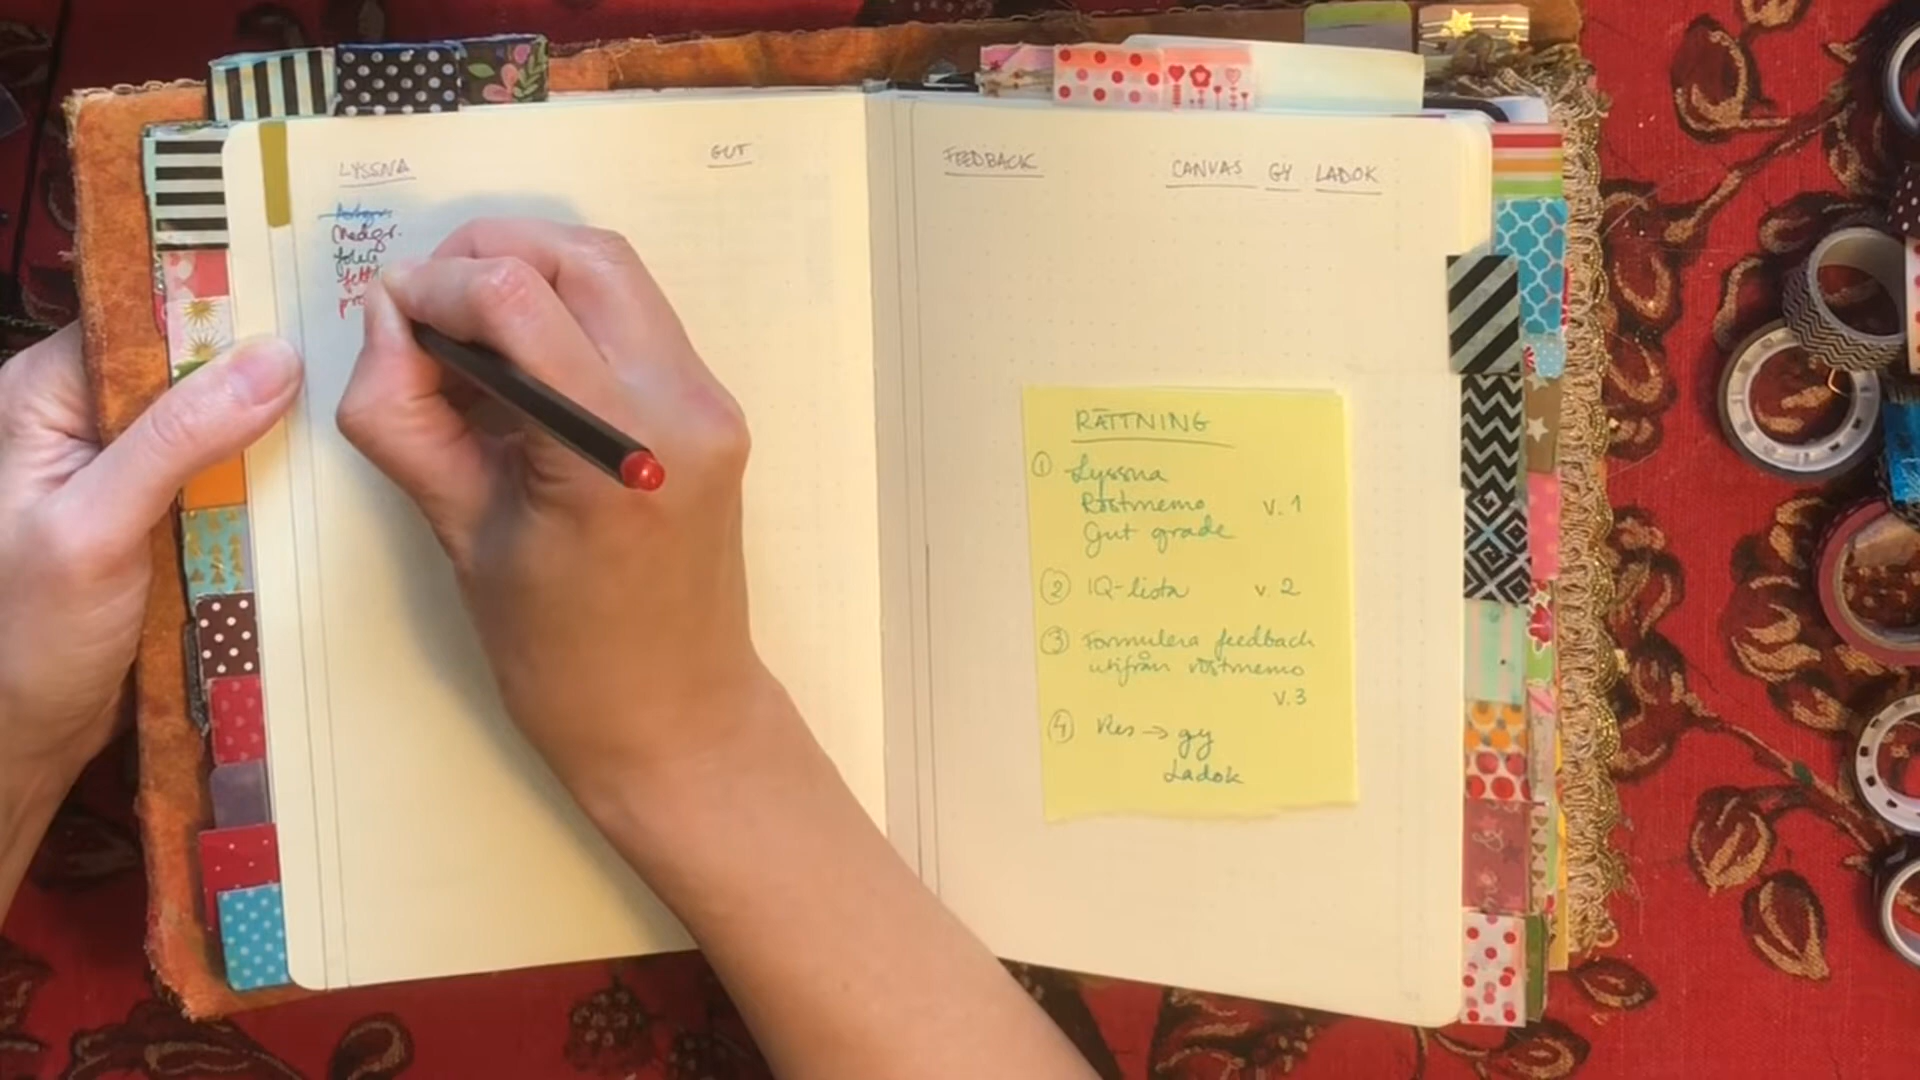 LYSSNA
GUT
FEEDBACK
CANVAS GY LADOK
RÄTTNING
① Lyssna
Röstmemo v. 1
Gut grade
② IQ-lista v. 2
③ Formulera feedback
utifrån röstmemo
v. 3
④ Res → gy
Ladok